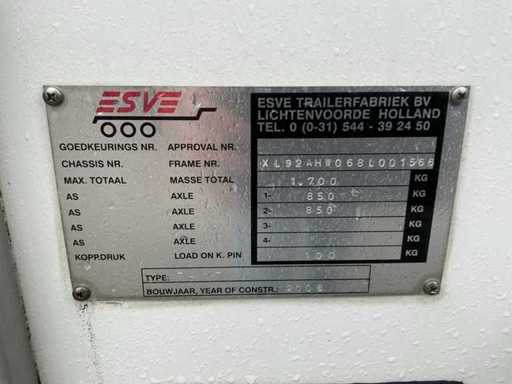 ESVE
ESVE TRAILERFABRIEK BV
LICHTENVOORDE HOLLAND
TEL. 0 (0-31) 544 - 39 24 50
GOEDKEURINGS NR. APPROVAL NR.
CHASSIS NR. FRAME NR. XL92AHW068L001566
MAX. TOTAAL MASSE TOTAL 1.700 KG
AS AXLE 1- 850 KG
AS AXLE 2- 850 KG
AS AXLE 3- KG
AS AXLE 4- KG
KOPP.DRUK LOAD ON K. PIN 100 KG
TYPE:
BOUWJAAR, YEAR OF CONSTR.: